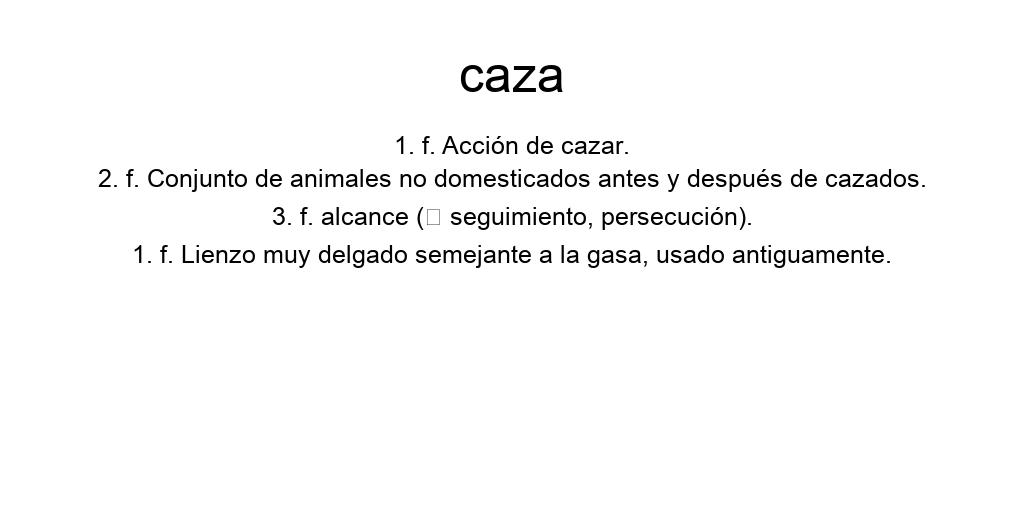 caza
1. f. Acción de cazar.
2. f. Conjunto de animales no domesticados antes y después de cazados.
3. f. alcance (□ seguimiento, persecución).
1. f. Lienzo muy delgado semejante a la gasa, usado antiguamente.